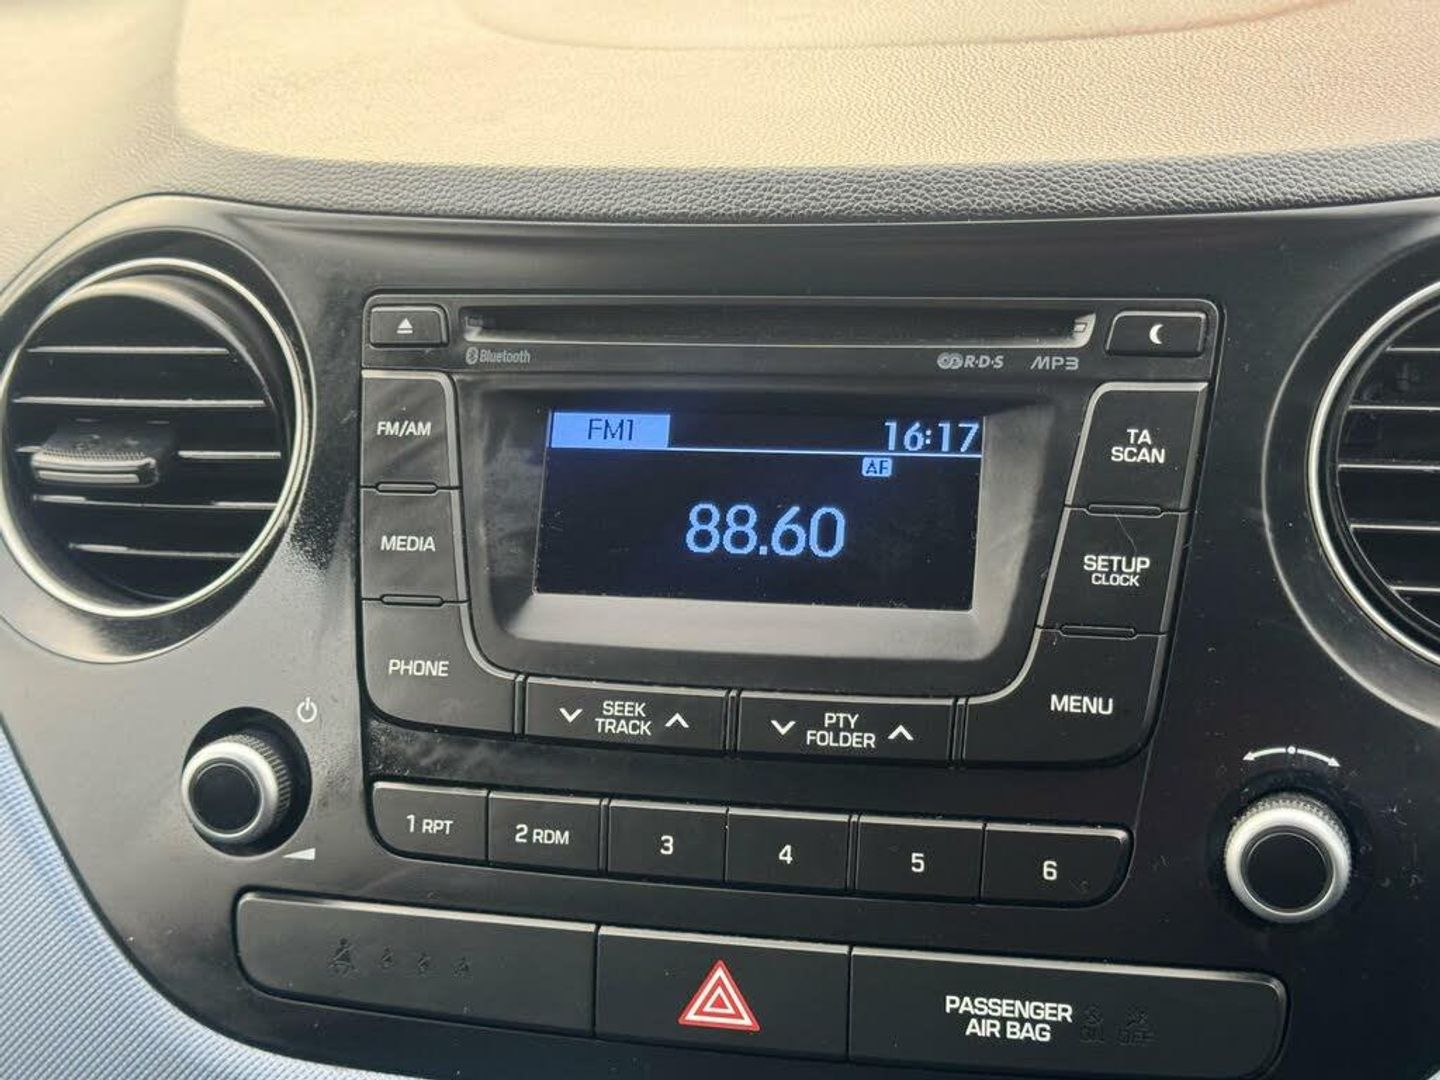 Bluetooth
R·D·S
MP3
FM/AM
FM1
16:17
TA
SCAN
AF
88.60
MEDIA
SETUP
CLOCK
PHONE
SEEK
TRACK
PTY
FOLDER
MENU
1 RPT
2 RDM
3
4
5
6
PASSENGER
AIR BAG